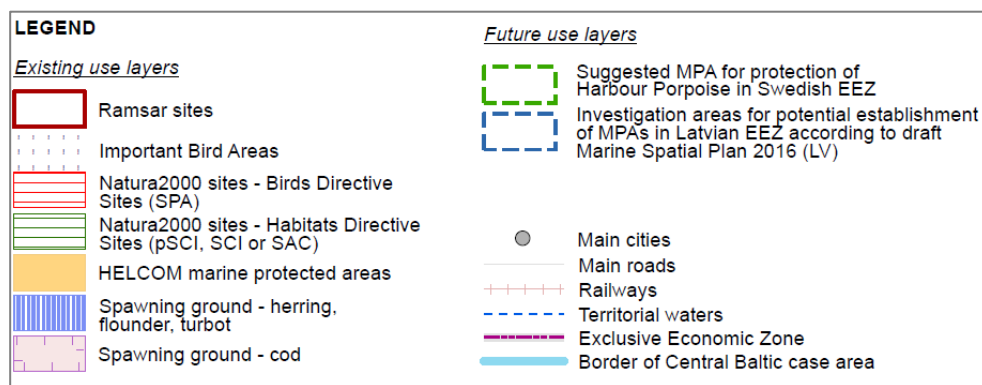 LEGEND
Existing use layers
Ramsar sites
Important Bird Areas
Natura2000 sites - Birds Directive
Sites (SPA)
Natura2000 sites - Habitats Directive
Sites (pSCI, SCI or SAC)
HELCOM marine protected areas
Spawning ground - herring,
flounder, turbot
Spawning ground - cod
Future use layers
Suggested MPA for protection of
Harbour Porpoise in Swedish EEZ
Investigation areas for potential establishment
of MPAs in Latvian EEZ according to draft
Marine Spatial Plan 2016 (LV)
Main cities
Main roads
Railways
Territorial waters
Exclusive Economic Zone
Border of Central Baltic case area